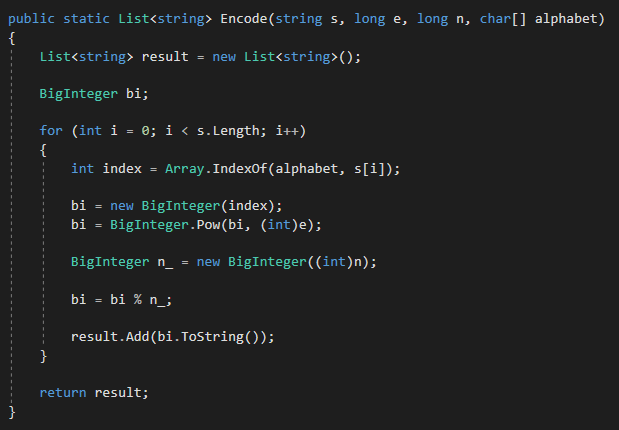 public static List<string> Encode(string s, long e, long n, char[] alphabet)
{
    List<string> result = new List<string>();
    BigInteger bi;
    for (int i = 0; i < s.Length; i++)
    {
        int index = Array.IndexOf(alphabet, s[i]);
        bi = new BigInteger(index);
        bi = BigInteger.Pow(bi, (int)e);
        BigInteger n_ = new BigInteger((int)n);
        bi = bi % n_;
        result.Add(bi.ToString());
    }
    return result;
}